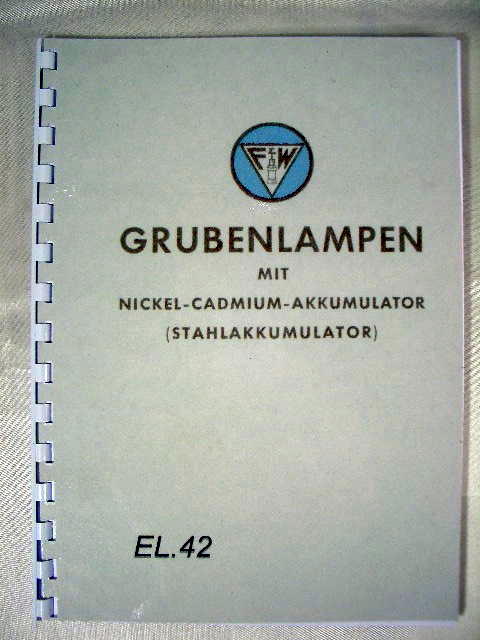 F W
GRUBENLAMPEN
MIT
NICKEL-CADMIUM-AKKUMULATOR
(STAHLAKKUMULATOR)
EL.42